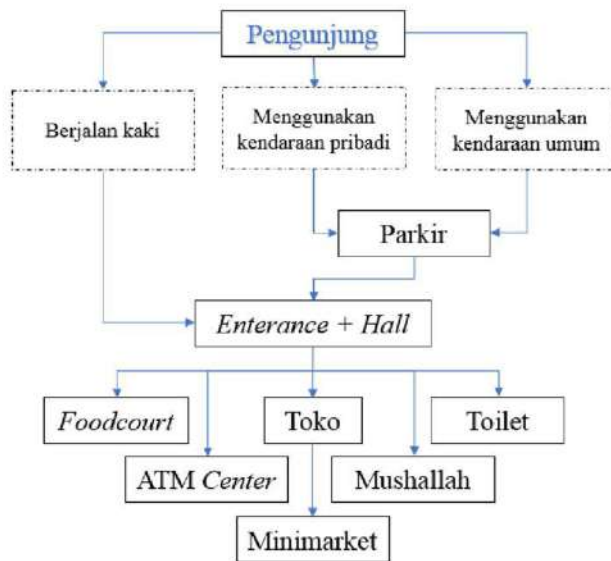 Pengunjung
Berjalan kaki
Menggunakan
kendaraan pribadi
Menggunakan
kendaraan umum
Parkir
Enterance + Hall
Foodcourt
Toko
Toilet
ATM Center
Mushallah
Minimarket